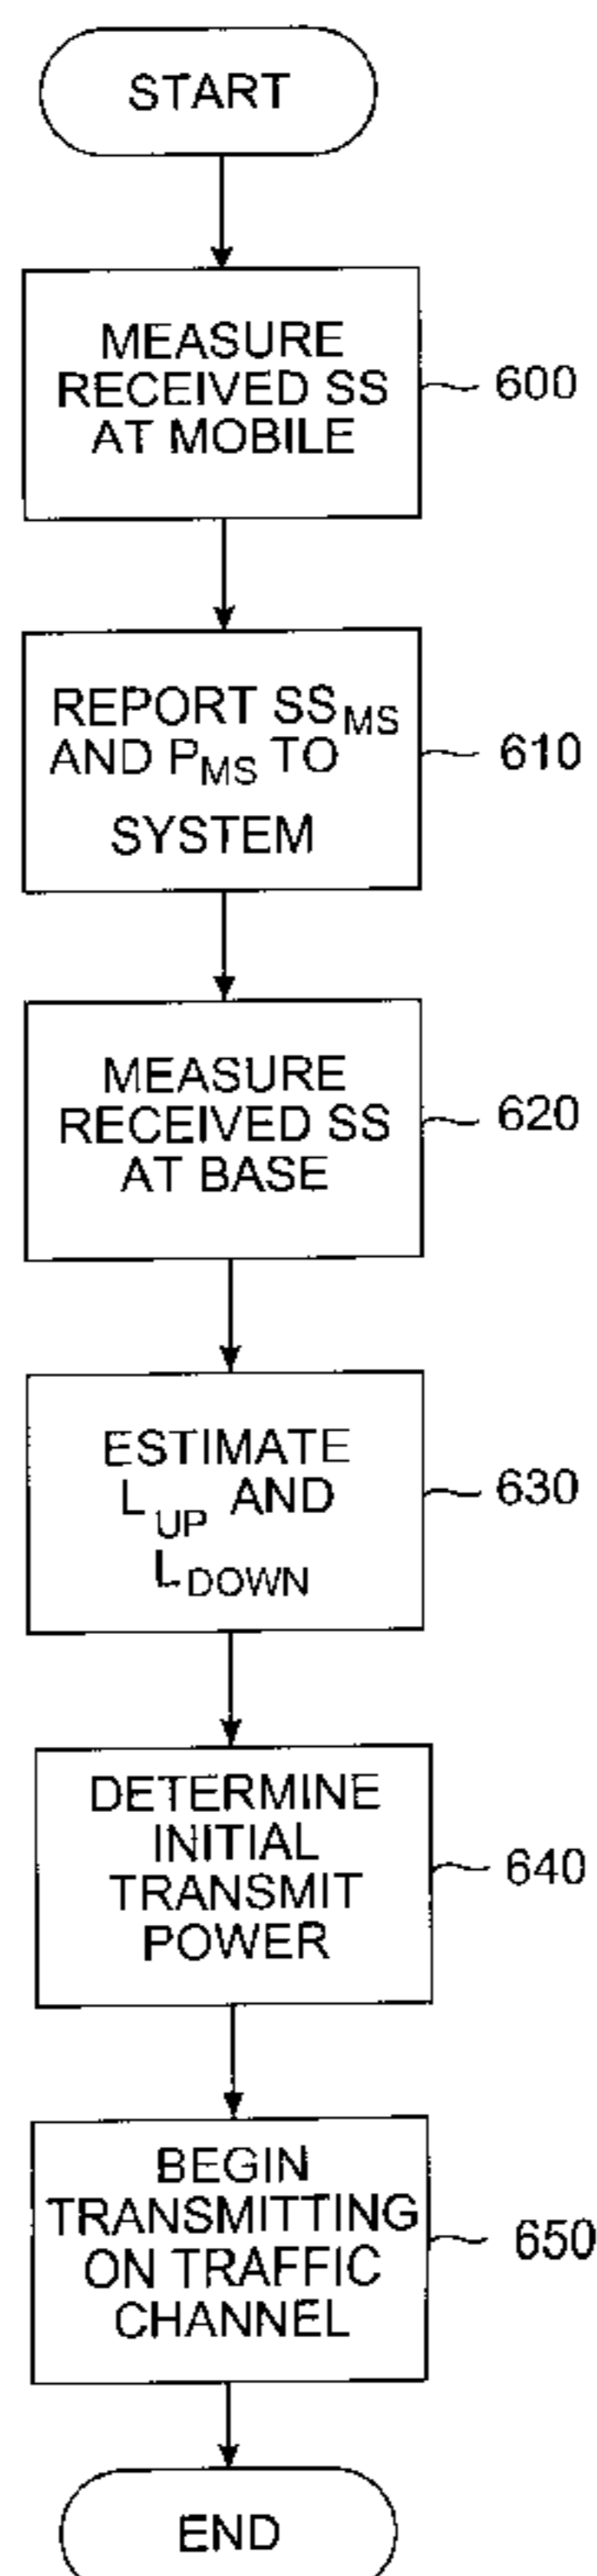 START
MEASURE
RECEIVED SS
AT MOBILE
600
REPORT SSMS
AND PMS TO
SYSTEM
610
MEASURE
RECEIVED SS
AT BASE
620
ESTIMATE
LUP AND
LDOWN
630
DETERMINE
INITIAL
TRANSMIT
POWER
640
BEGIN
TRANSMITTING
ON TRAFFIC
CHANNEL
650
END